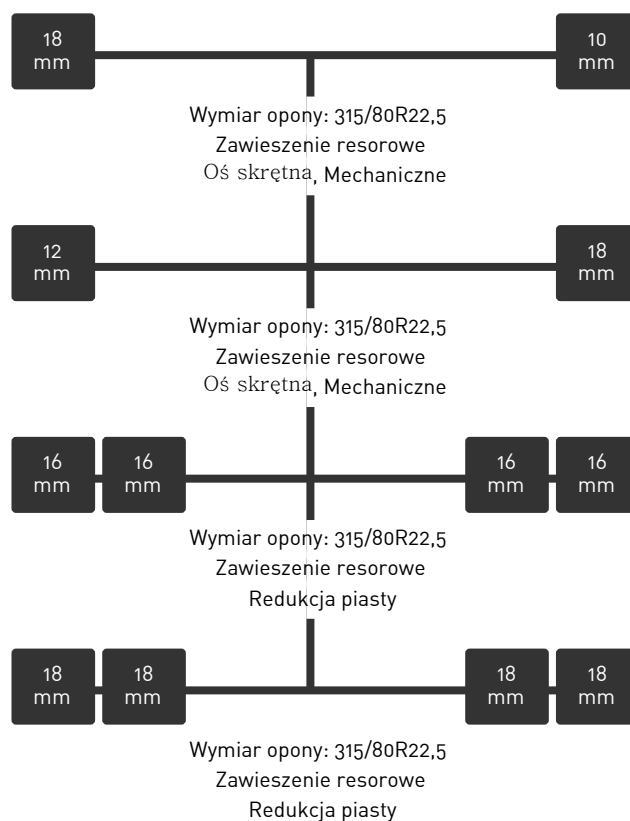 18 mm
10 mm
Wymiar opony: 315/80R22,5
Zawieszenie resorowe
Oś skrętna, Mechaniczne
12 mm
18 mm
Wymiar opony: 315/80R22,5
Zawieszenie resorowe
Oś skrętna, Mechaniczne
16 mm
16 mm
16 mm
16 mm
Wymiar opony: 315/80R22,5
Zawieszenie resorowe
Redukcja piasty
18 mm
18 mm
18 mm
18 mm
Wymiar opony: 315/80R22,5
Zawieszenie resorowe
Redukcja piasty